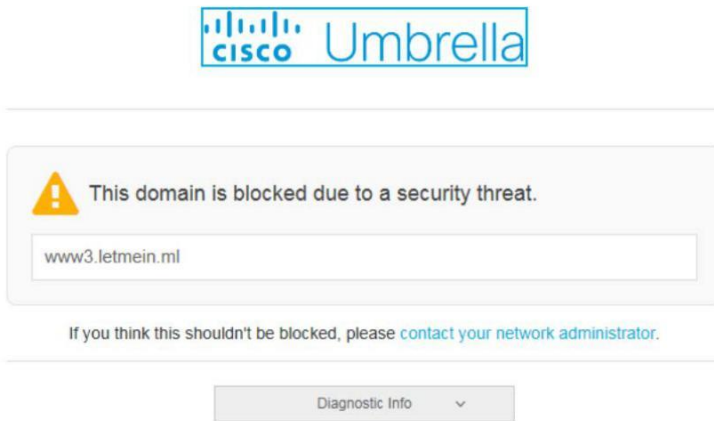 cisco Umbrella
This domain is blocked due to a security threat.
www3.letmein.ml
If you think this shouldn't be blocked, please contact your network administrator.
Diagnostic Info